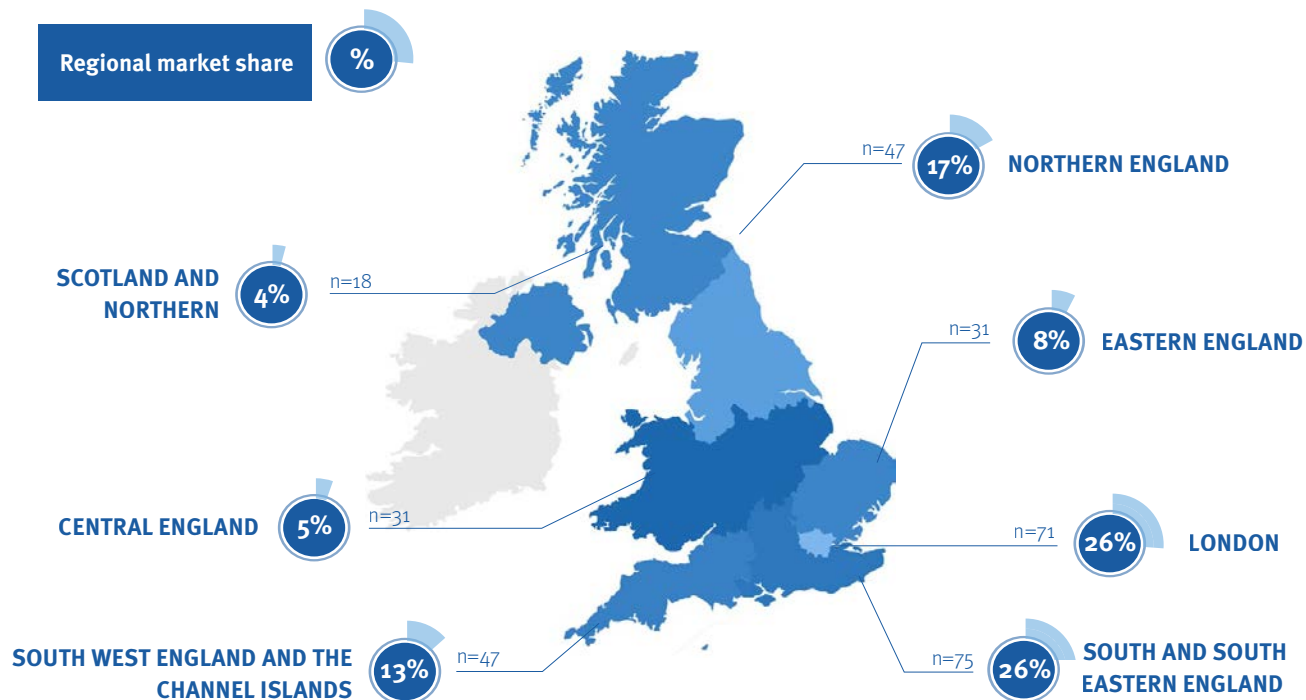 Regional market share
%
n=47
17%
NORTHERN ENGLAND
SCOTLAND AND
NORTHERN
4%
n=18
n=31
8%
EASTERN ENGLAND
CENTRAL ENGLAND
5%
n=31
n=71
26%
LONDON
SOUTH WEST ENGLAND AND THE
CHANNEL ISLANDS
13%
n=47
n=75
26%
SOUTH AND SOUTH
EASTERN ENGLAND